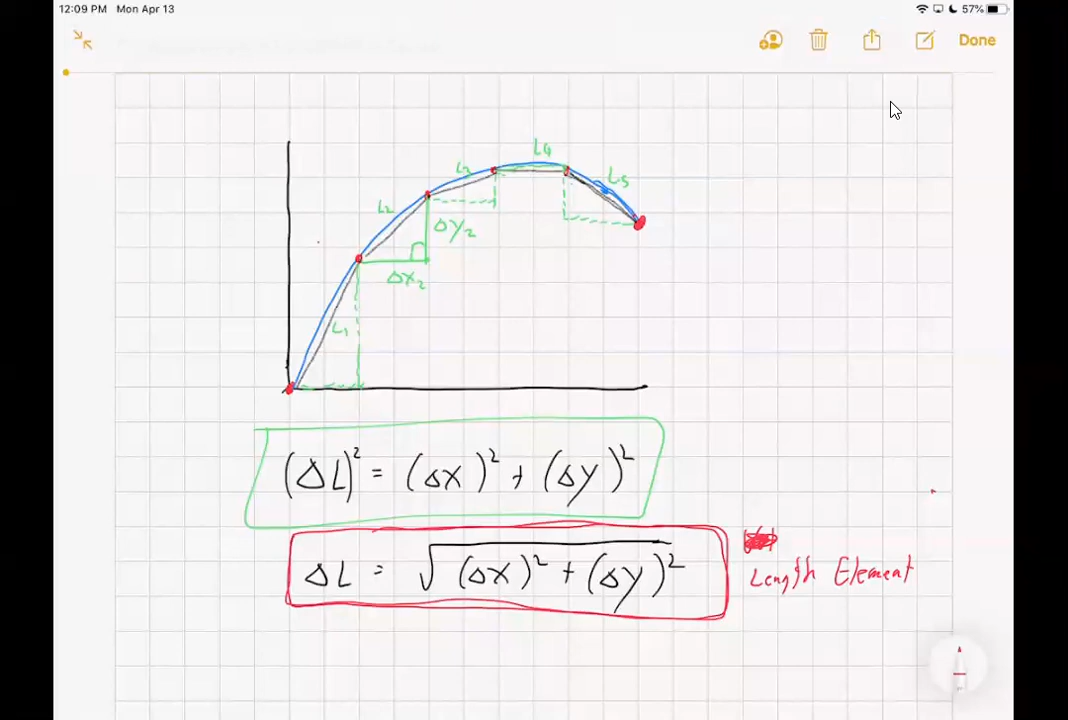 12:09 PM Mon Apr 13
57%
Done
L4
L3
L5
L2
Δy2
Δx2
L1
(ΔL)² = (Δx)² + (Δy)²
ΔL = √(Δx)² + (Δy)²
Length Element